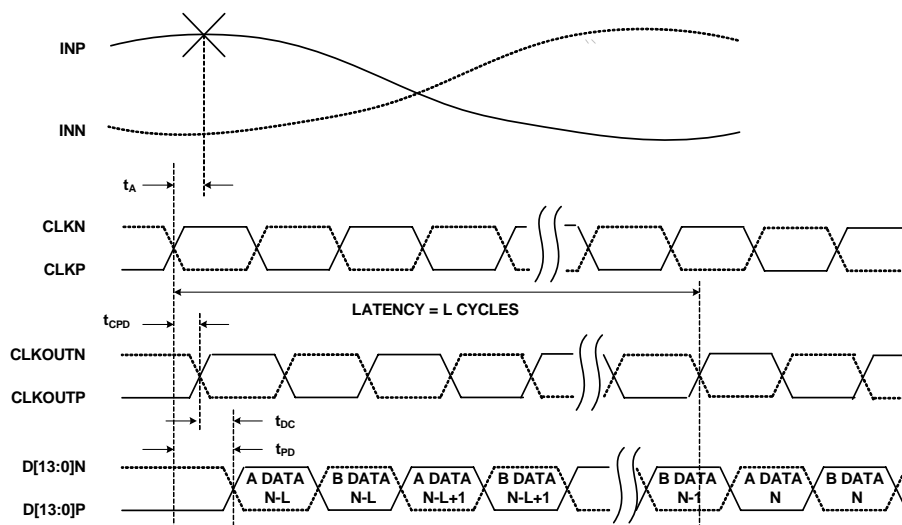 INP
INN
tA
CLKN
CLKP
LATENCY = L CYCLES
tCPD
CLKOUTN
CLKOUTP
tDC
tPD
D[13:0]N
D[13:0]P
A DATA
N-L
B DATA
N-L
A DATA
N-L+1
B DATA
N-L+1
B DATA
N-1
A DATA
N
B DATA
N